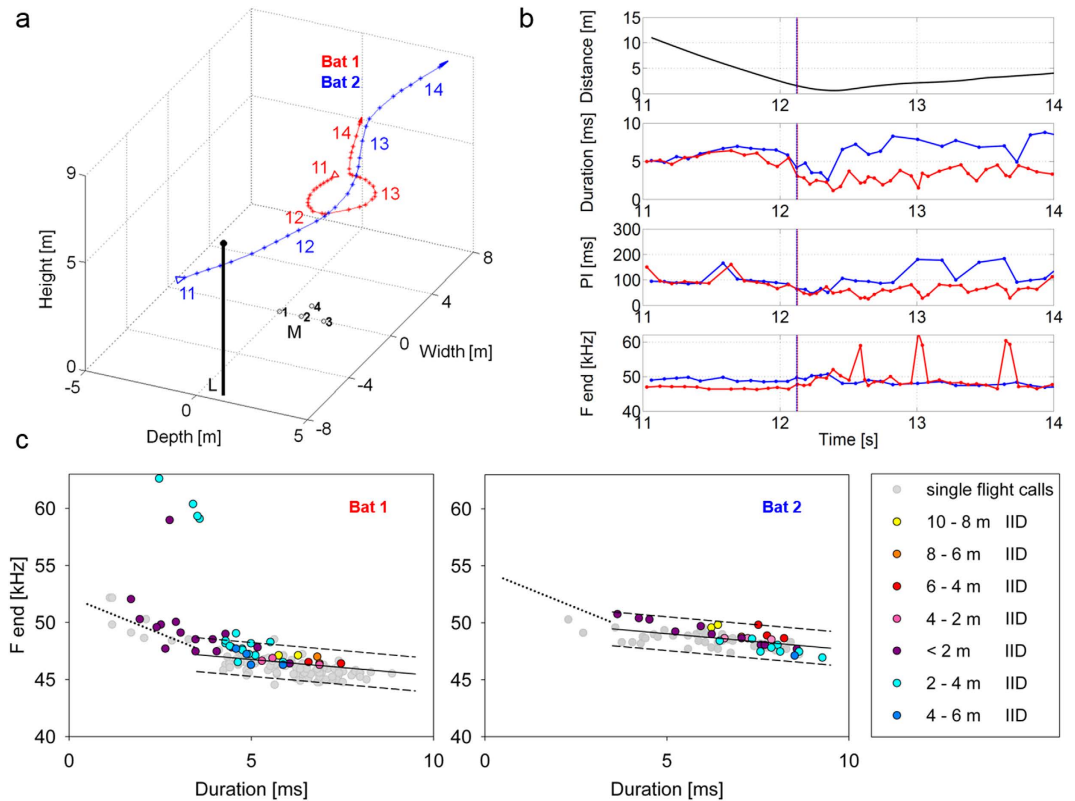 a
Bat 1
Bat 2
14
14
13
11
13
12
12
11
9
5
0
Height [m]
-5
0
5
Depth [m]
-8
-4
0
4
8
Width [m]
L
M
1
2
3
4
b
Distance [m]
15
10
5
0
11
12
13
14
Duration [ms]
10
5
0
11
12
13
14
PI [ms]
300
200
100
0
11
12
13
14
F end [kHz]
60
50
40
11
12
13
14
Time [s]
c
F end [kHz]
60
55
50
45
40
0
5
10
Duration [ms]
Bat 1
60
55
50
45
40
0
5
10
Duration [ms]
Bat 2
single flight calls
10 - 8 m IID
8 - 6 m IID
6 - 4 m IID
4 - 2 m IID
< 2 m IID
2 - 4 m IID
4 - 6 m IID